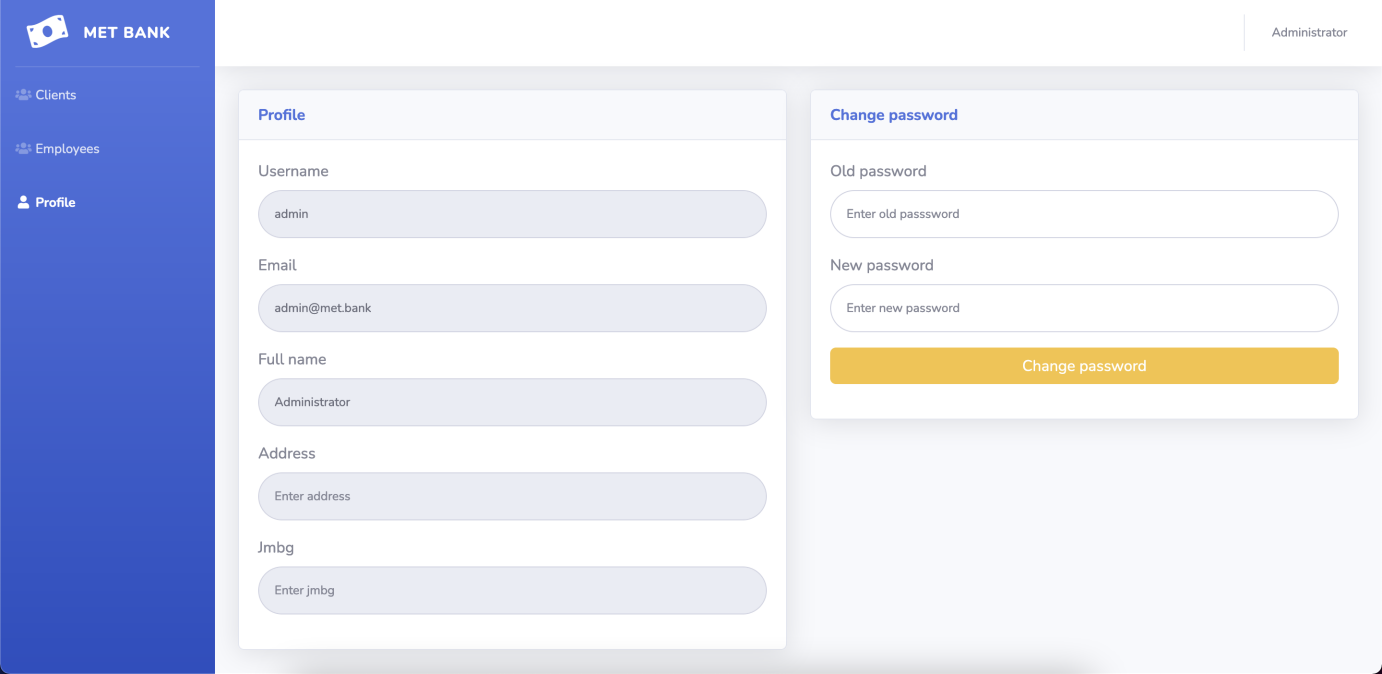 MET BANK
Administrator
Clients
Employees
Profile
Profile
Username
admin
Email
admin@met.bank
Full name
Administrator
Address
Enter address
Jmbg
Enter jmbg
Change password
Old password
Enter old passsword
New password
Enter new password
Change password